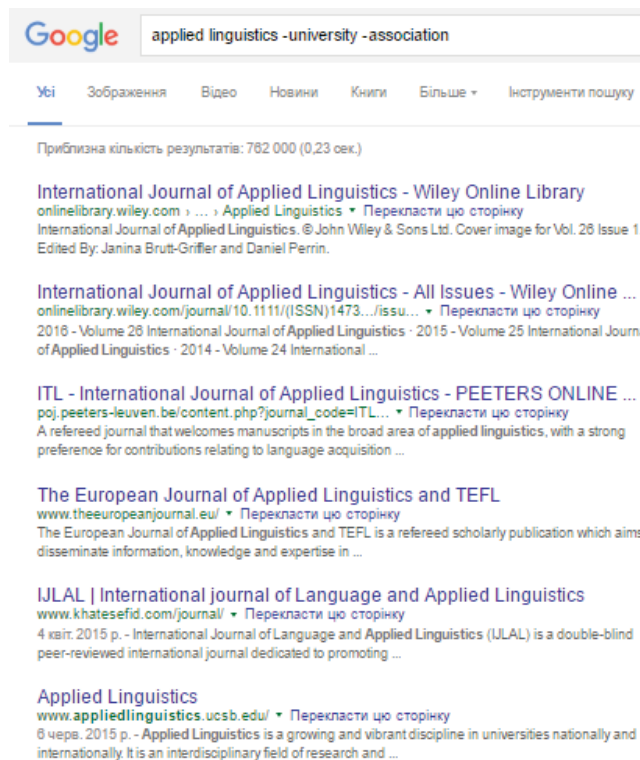 Google applied linguistics -university -association
Усі Зображення Відео Новини Книги Більше Інструменти пошуку
Приблизна кількість результатів: 762 000 (0,23 сек.)
International Journal of Applied Linguistics - Wiley Online Library
onlinelibrary.wiley.com › ... › Applied Linguistics ▾ Перекласти цю сторінку
International Journal of Applied Linguistics. © John Wiley & Sons Ltd. Cover image for Vol. 26 Issue 1
Edited By: Janina Brutt-Griffler and Daniel Perrin.
International Journal of Applied Linguistics - All Issues - Wiley Online ...
onlinelibrary.wiley.com/journal/10.1111/(ISSN)1473.../issu... ▾ Перекласти цю сторінку
2016 - Volume 26 International Journal of Applied Linguistics · 2015 - Volume 25 International Journ
of Applied Linguistics · 2014 - Volume 24 International ...
ITL - International Journal of Applied Linguistics - PEETERS ONLINE ...
poj.peeters-leuven.be/content.php?journal_code=ITL... ▾ Перекласти цю сторінку
A refereed journal that welcomes manuscripts in the broad area of applied linguistics, with a strong
preference for contributions relating to language acquisition ...
The European Journal of Applied Linguistics and TEFL
www.theeuropeanjournal.eu/ ▾ Перекласти цю сторінку
The European Journal of Applied Linguistics and TEFL is a refereed scholarly publication which aims
disseminate information, knowledge and expertise in ...
IJLAL | International journal of Language and Applied Linguistics
www.khatesefid.com/journal/ ▾ Перекласти цю сторінку
4 квіт. 2015 р. - International Journal of Language and Applied Linguistics (IJLAL) is a double-blind
peer-reviewed international journal dedicated to promoting ...
Applied Linguistics
www.appliedlinguistics.ucsb.edu/ ▾ Перекласти цю сторінку
6 черв. 2015 р. - Applied Linguistics is a growing and vibrant discipline in universities nationally and
internationally. It is an interdisciplinary field of research and ...